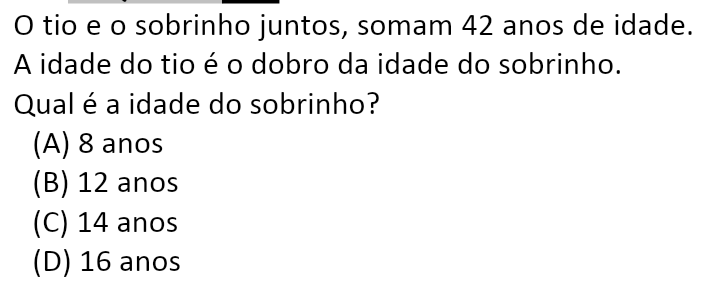 O tio e o sobrinho juntos, somam 42 anos de idade.
A idade do tio é o dobro da idade do sobrinho.
Qual é a idade do sobrinho?
(A) 8 anos
(B) 12 anos
(C) 14 anos
(D) 16 anos